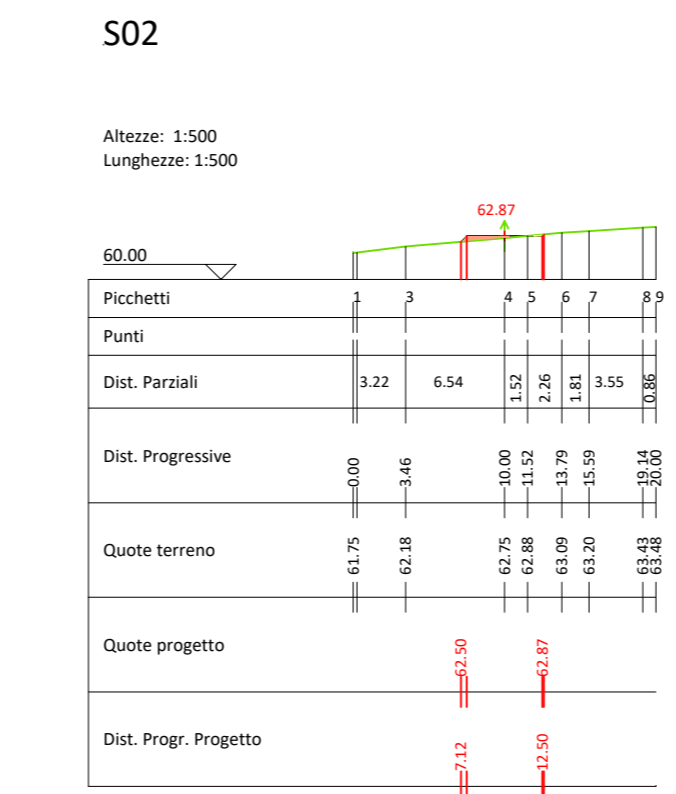 S02
Altezze: 1:500
Lunghezze: 1:500
62.87
60.00
Picchetti 1 3 4 5 6 7 8 9
Punti
Dist. Parziali 3.22 6.54 1.52 2.26 1.81 3.55 0.86
Dist. Progressive 0.00 3.46 10.00 11.52 13.79 15.59 19.14 20.00
Quote terreno 61.75 62.18 62.75 62.88 63.09 63.20 63.43 63.48
Quote progetto 62.50 62.87
Dist. Progr. Progetto 7.12 12.50